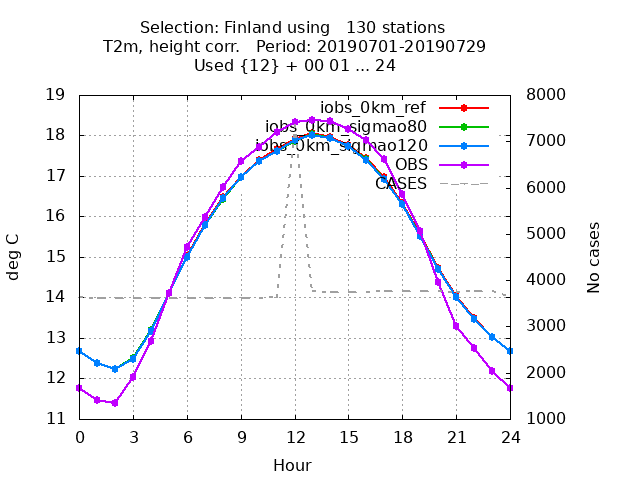 Selection: Finland using 130 stations
T2m, height corr. Period: 20190701-20190729
Used {12} + 00 01 ... 24
19 8000
iobs_0km_ref
iobs_0km_sigmao80
18 7000
iobs_0km_sigmao120
OBS
17 CASES 6000
16 5000
deg C 15 4000 No cases
14 3000
13 2000
12
11 1000
0 3 6 9 12 15 18 21 24
Hour